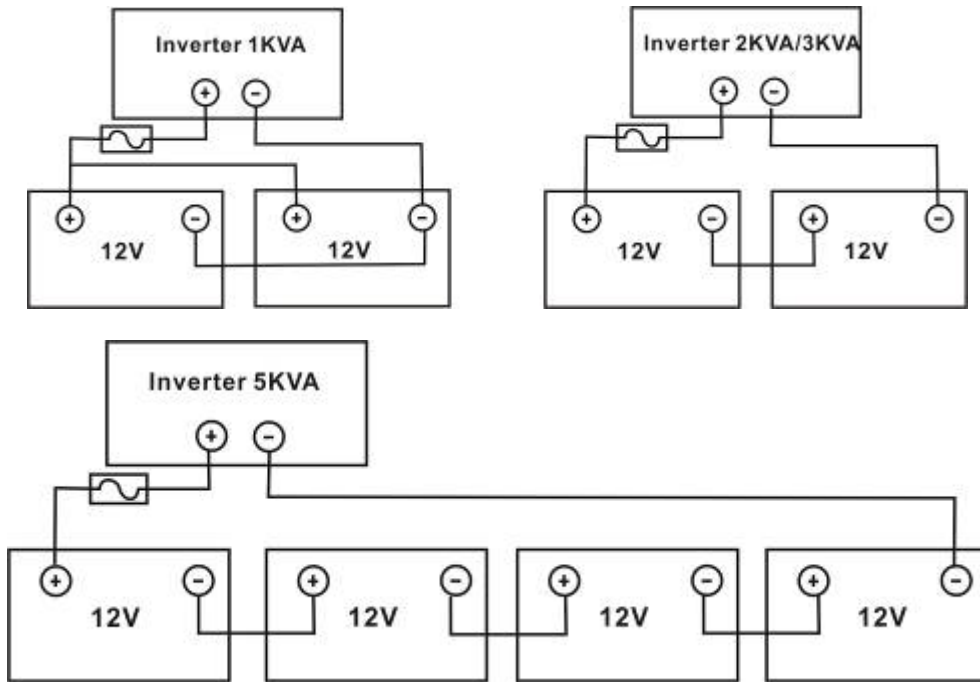 Inverter 1KVA
+ -
+ - + -
12V 12V
Inverter 2KVA/3KVA
+ -
+ - + -
12V 12V
Inverter 5KVA
+ -
+ - + - + - + -
12V 12V 12V 12V